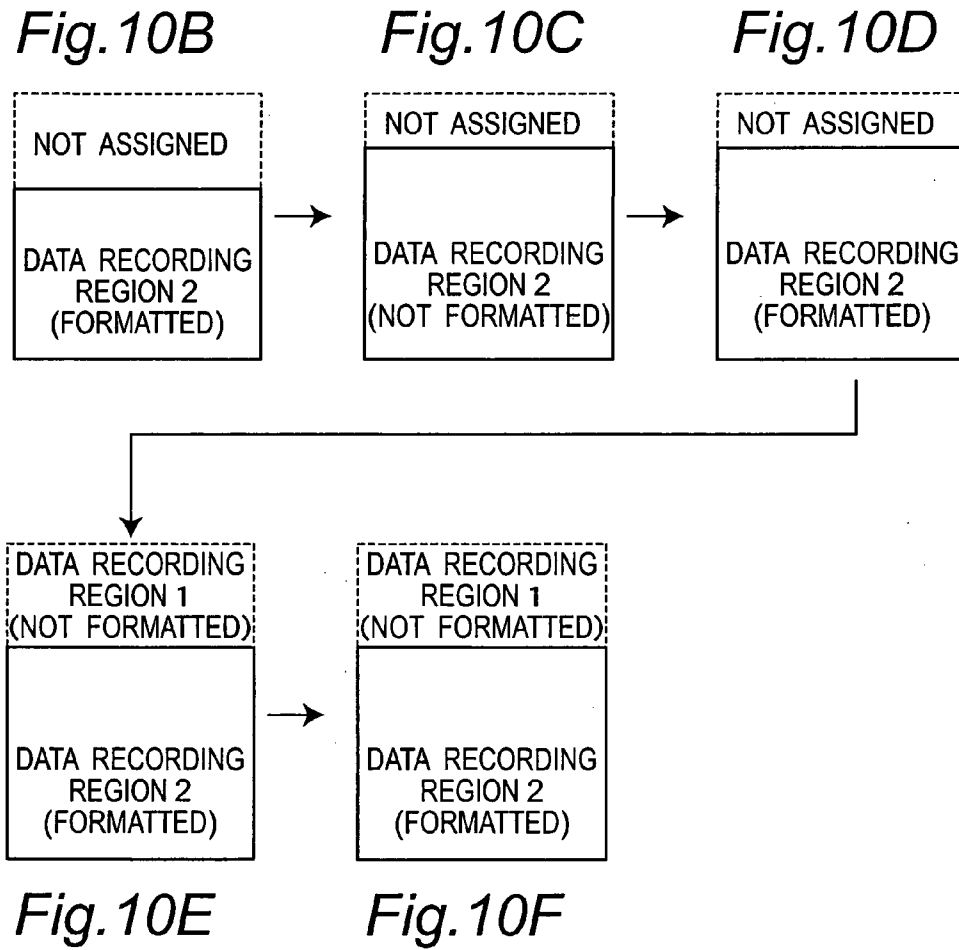 Fig.10B
Fig.10C
Fig.10D
NOT ASSIGNED
DATA RECORDING
REGION 2
(FORMATTED)
NOT ASSIGNED
DATA RECORDING
REGION 2
(NOT FORMATTED)
NOT ASSIGNED
DATA RECORDING
REGION 2
(FORMATTED)
DATA RECORDING
REGION 1
(NOT FORMATTED)
DATA RECORDING
REGION 2
(FORMATTED)
DATA RECORDING
REGION 1
(NOT FORMATTED)
DATA RECORDING
REGION 2
(FORMATTED)
Fig.10E
Fig.10F